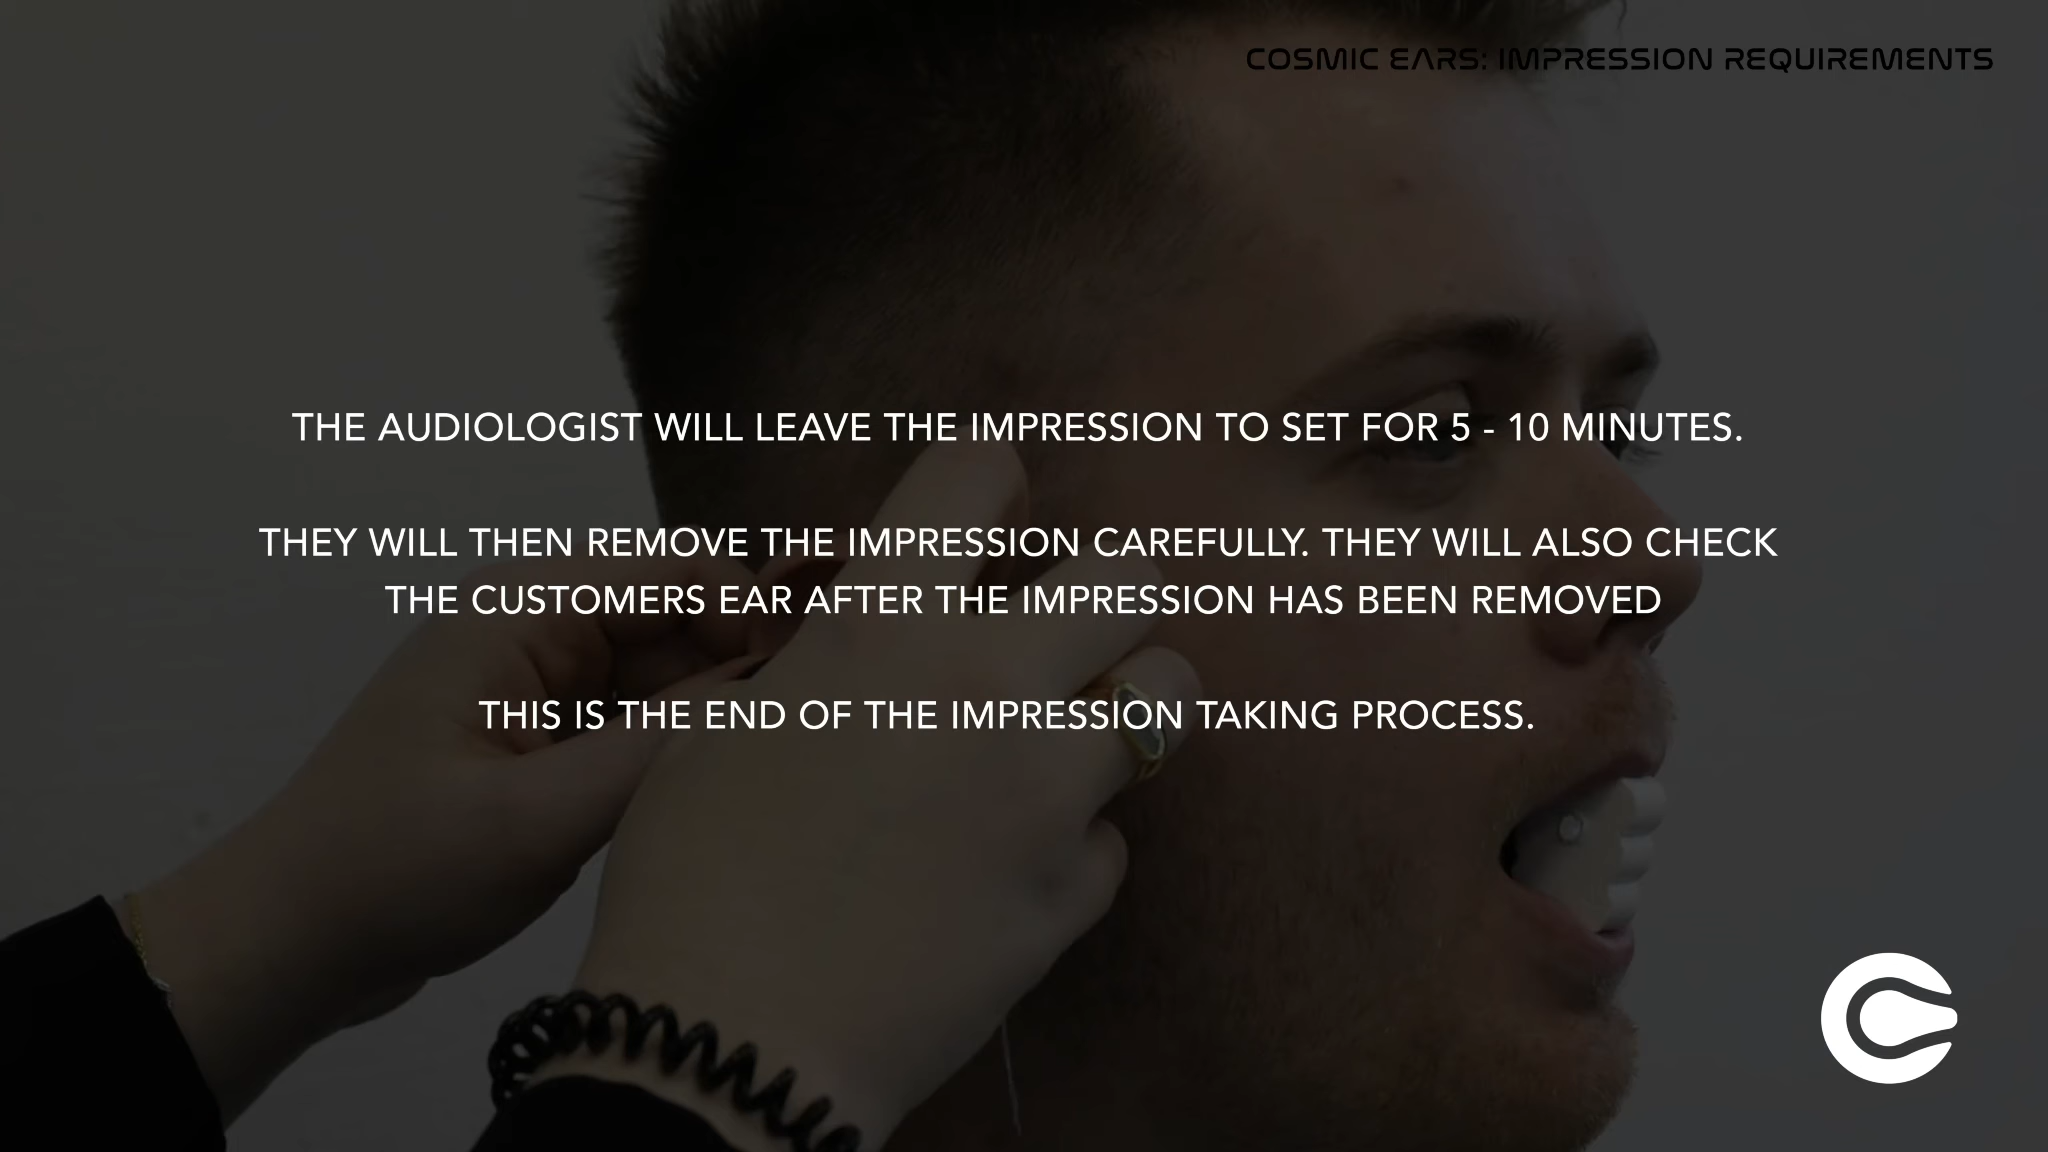 COSMIC EARS: IMPRESSION REQUIREMENTS
THE AUDIOLOGIST WILL LEAVE THE IMPRESSION TO SET FOR 5 - 10 MINUTES.
THEY WILL THEN REMOVE THE IMPRESSION CAREFULLY. THEY WILL ALSO CHECK
THE CUSTOMERS EAR AFTER THE IMPRESSION HAS BEEN REMOVED
THIS IS THE END OF THE IMPRESSION TAKING PROCESS.